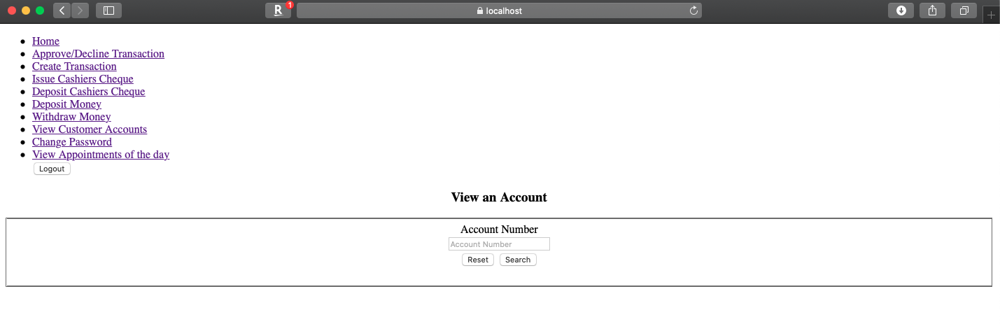 R 1
localhost
Home
Approve/Decline Transaction
Create Transaction
Issue Cashiers Cheque
Deposit Cashiers Cheque
Deposit Money
Withdraw Money
View Customer Accounts
Change Password
View Appointments of the day
Logout
View an Account
Account Number
Account Number
Reset Search